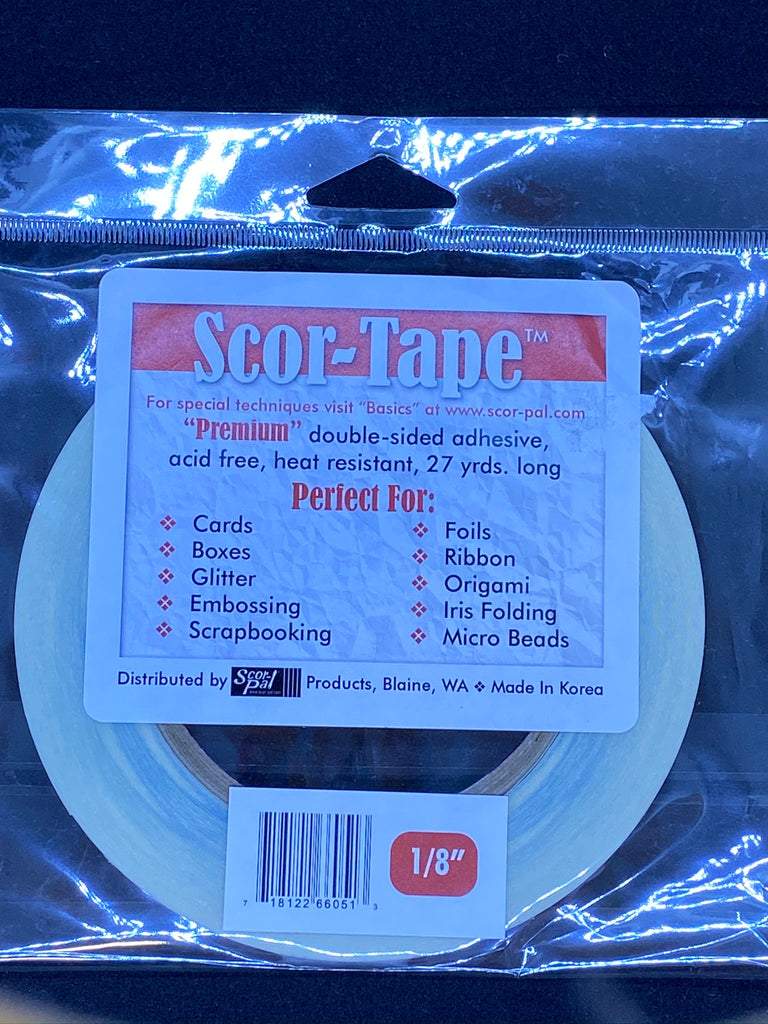 Scor-Tape™
For special techniques visit "Basics" at www.scor-pal.com
"Premium" double-sided adhesive,
acid free, heat resistant, 27 yrds. long
Perfect For:
❖ Cards
❖ Boxes
❖ Glitter
❖ Embossing
❖ Scrapbooking
❖ Foils
❖ Ribbon
❖ Origami
❖ Iris Folding
❖ Micro Beads
Distributed by Scor-Pal Products, Blaine, WA ❖ Made In Korea
1/8"
7 18122 66051 3